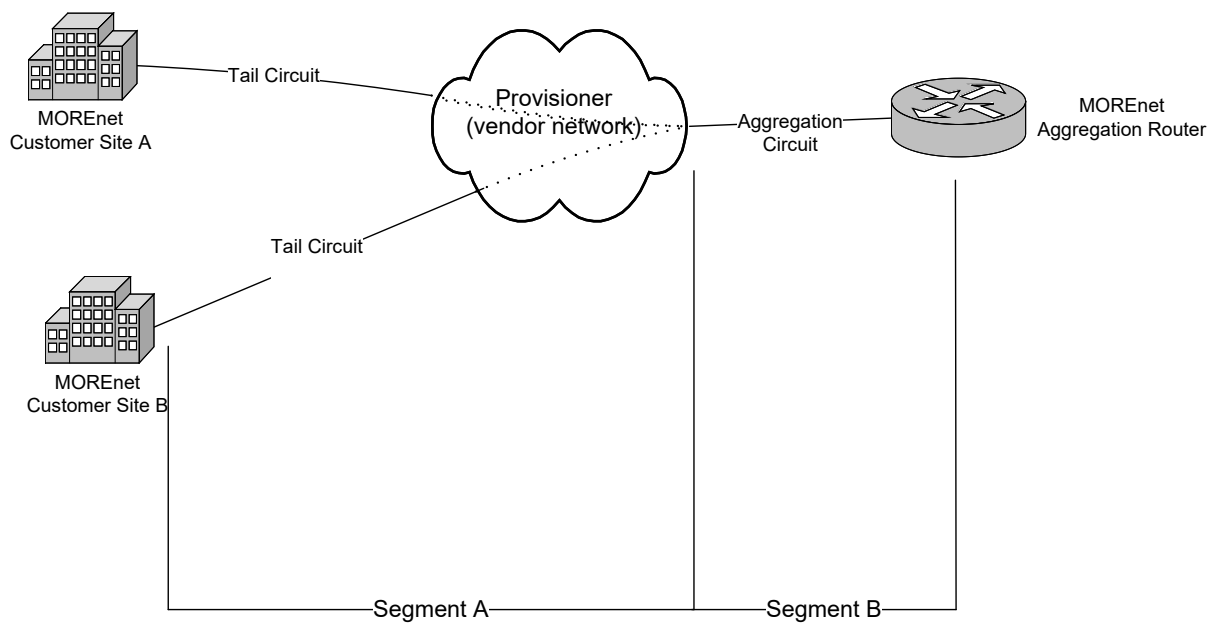 Tail Circuit
MOREnet
Customer Site A
Provisioner
(vendor network)
Aggregation
Circuit
MOREnet
Aggregation Router
Tail Circuit
MOREnet
Customer Site B
Segment A
Segment B